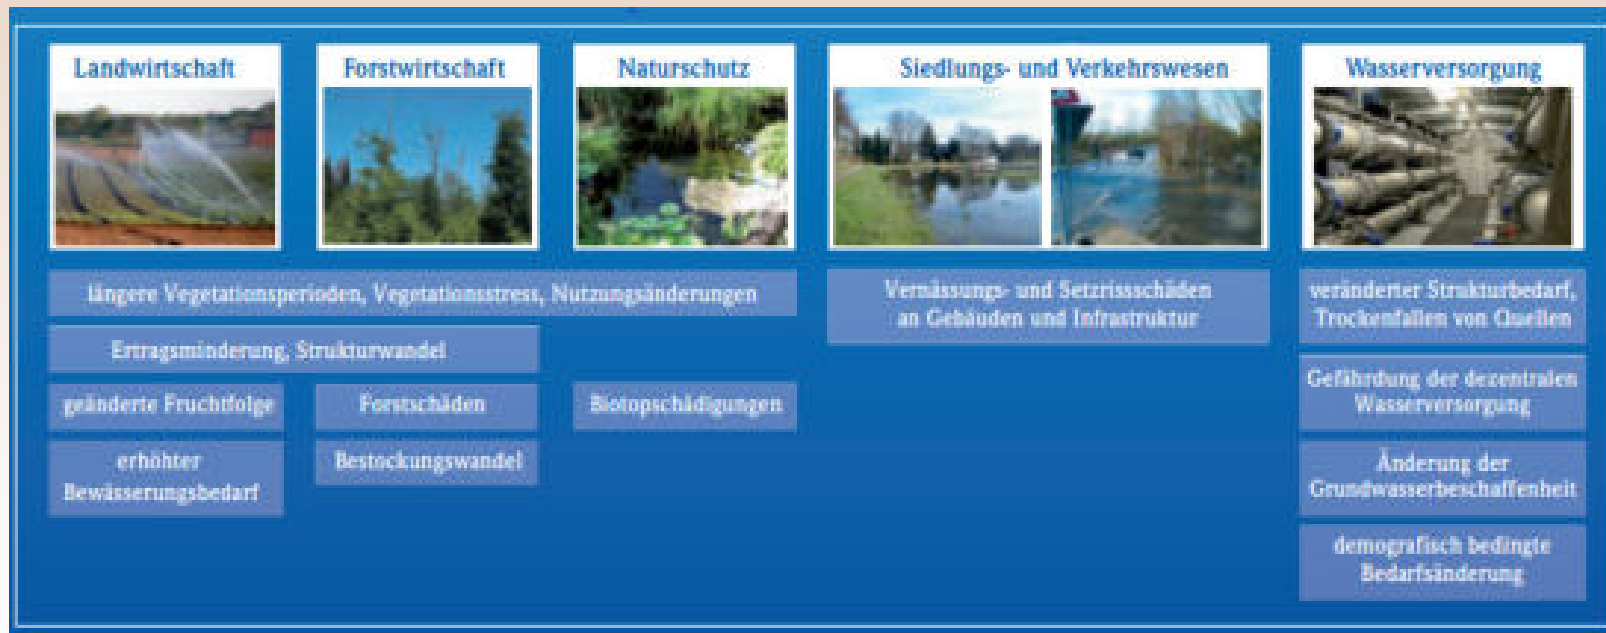 Landwirtschaft
Forstwirtschaft
Naturschutz
Siedlungs- und Verkehrswesen
Wasserversorgung
längere Vegetationsperioden, Vegetationsstress, Nutzungsänderungen
Ertragsminderung, Strukturwandel
geänderte Fruchtfolge
Forstschäden
Biotopschädigungen
erhöhter
Bewässerungsbedarf
Bestockungswandel
Vernässungs- und Setzrissschäden
an Gebäuden und Infrastruktur
veränderter Strukturbedarf,
Trockenfallen von Quellen
Gefährdung der dezentralen
Wasserversorgung
Änderung der
Grundwasserbeschaffenheit
demografisch bedingte
Bedarfsänderung